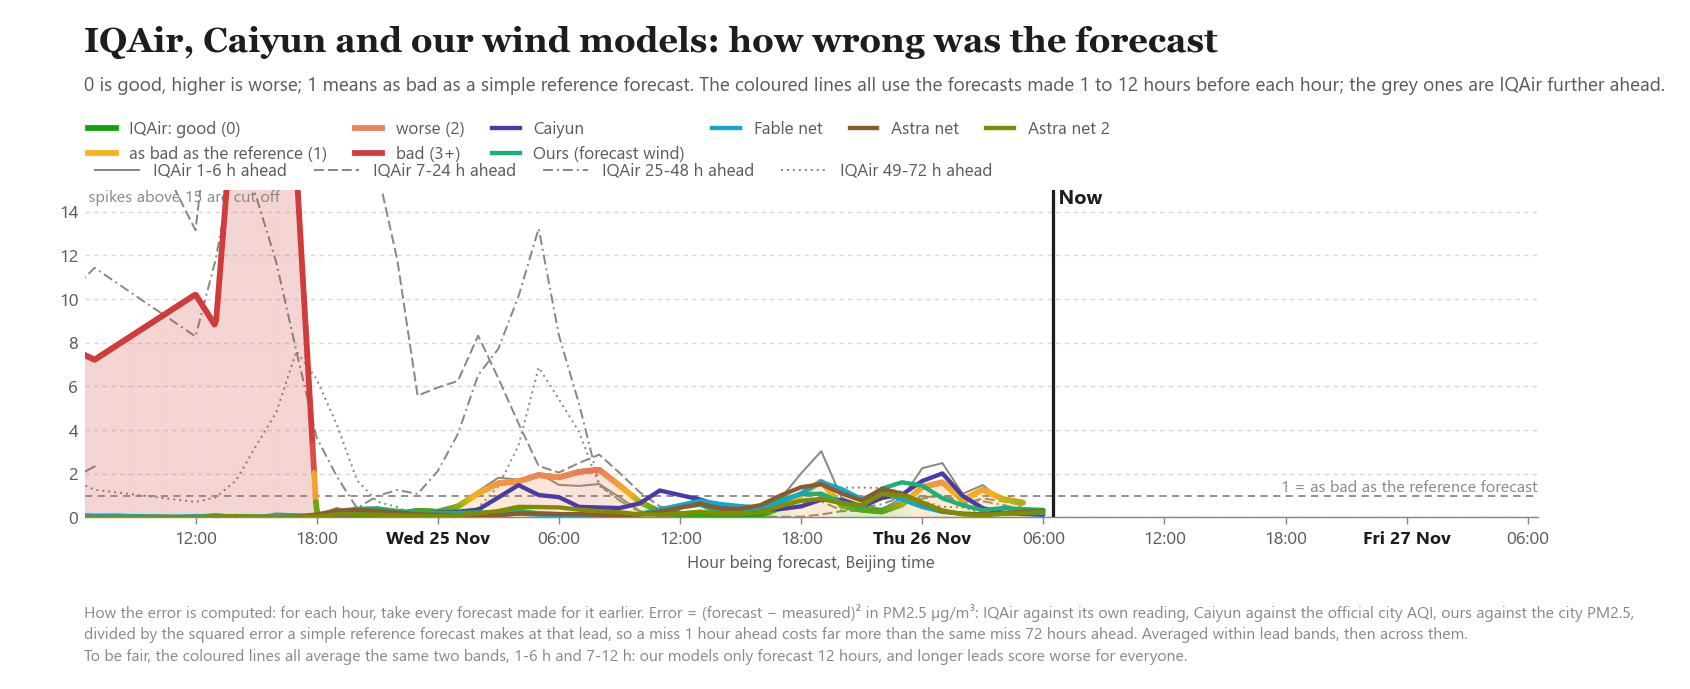 IQAir, Caiyun and our wind models: how wrong was the forecast
0 is good, higher is worse; 1 means as bad as a simple reference forecast. The coloured lines all use the forecasts made 1 to 12 hours before each hour; the grey ones are IQAir further ahead.
IQAir: good (0) worse (2) Caiyun Fable net Astra net Astra net 2
as bad as the reference (1) bad (3+) Ours (forecast wind)
IQAir 1-6 h ahead IQAir 7-24 h ahead IQAir 25-48 h ahead IQAir 49-72 h ahead
spikes above 15 are cut off
Now
14
12
10
8
6
4
2
1 = as bad as the reference forecast
0
12:00 18:00 Wed 25 Nov 06:00 12:00 18:00 Thu 26 Nov 06:00 12:00 18:00 Fri 27 Nov 06:00
Hour being forecast, Beijing time
How the error is computed: for each hour, take every forecast made for it earlier. Error = (forecast − measured)² in PM2.5 µg/m³: IQAir against its own reading, Caiyun against the official city AQI, ours against the city PM2.5,
divided by the squared error a simple reference forecast makes at that lead, so a miss 1 hour ahead costs far more than the same miss 72 hours ahead. Averaged within lead bands, then across them.
To be fair, the coloured lines all average the same two bands, 1-6 h and 7-12 h: our models only forecast 12 hours, and longer leads score worse for everyone.